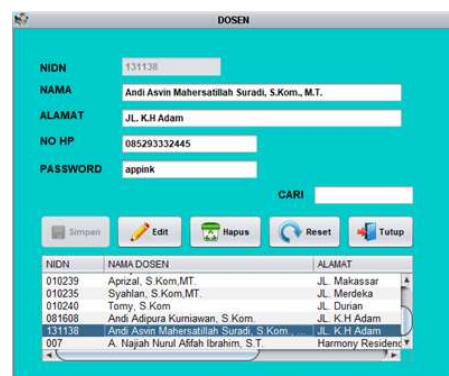 DOSEN
NIDN 131138
NAMA Andi Asvin Mahersatillah Suradi, S.Kom., M.T.
ALAMAT JL. K.H Adam
NO HP 085293332445
PASSWORD appink
CARI
Simpan Edit Hapus Reset Tutup
NIDN NAMA DOSEN ALAMAT
010239 Aprizal, S.Kom,MT. JL. Makassar
010235 Syahlan, S.Kom,MT. JL. Merdeka
010240 Tomy, S.Kom JL. Durian
081608 Andi Adipura Kurniawan, S.Kom. JL. K.H Adam
131138 Andi Asvin Mahersatillah Suradi, S.Kom., ... JL. K.H Adam
007 A. Najiah Nurul Afifah Ibrahim, S.T. Harmony Residenc